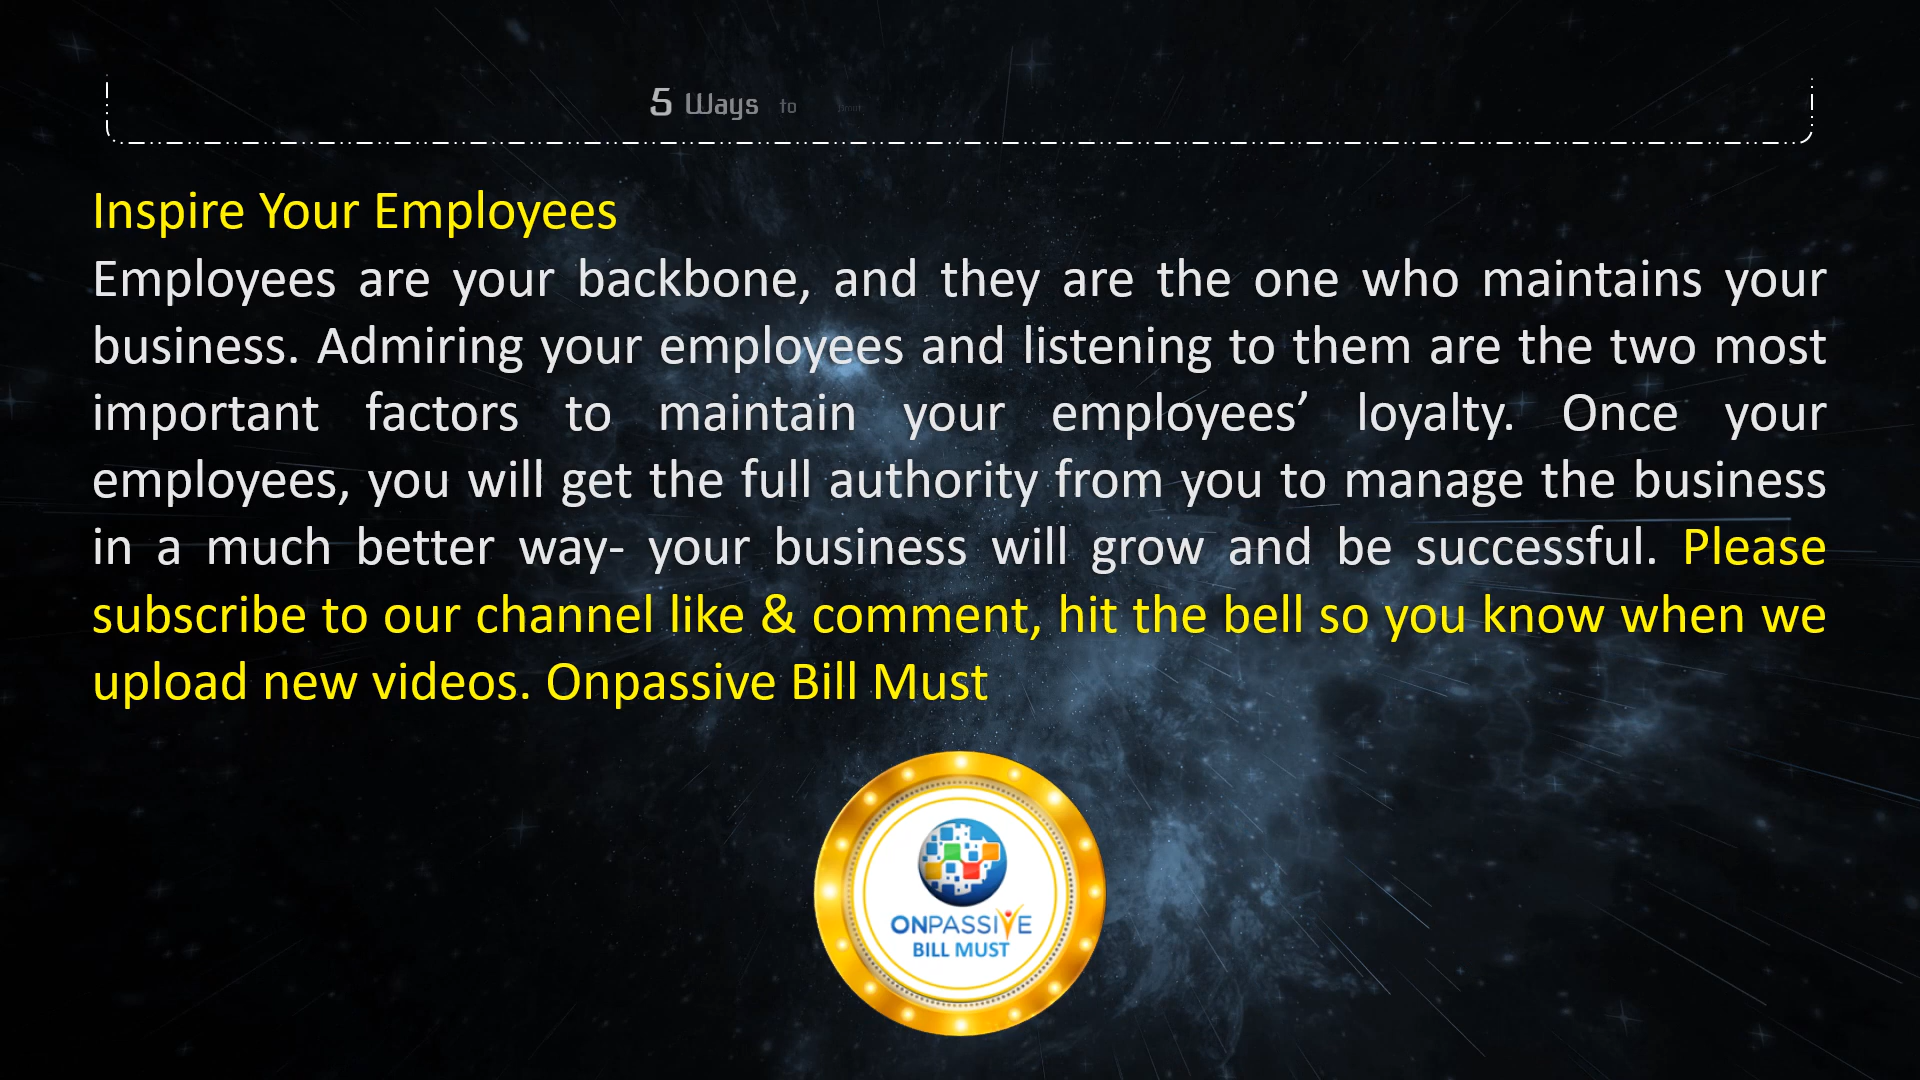 5 Ways to
Inspire Your Employees
Employees are your backbone, and they are the one who maintains your
business. Admiring your employees and listening to them are the two most
important factors to maintain your employees’ loyalty. Once your
employees, you will get the full authority from you to manage the business
in a much better way- your business will grow and be successful. Please
subscribe to our channel like & comment, hit the bell so you know when we
upload new videos. Onpassive Bill Must
ONPASSIVE
BILL MUST